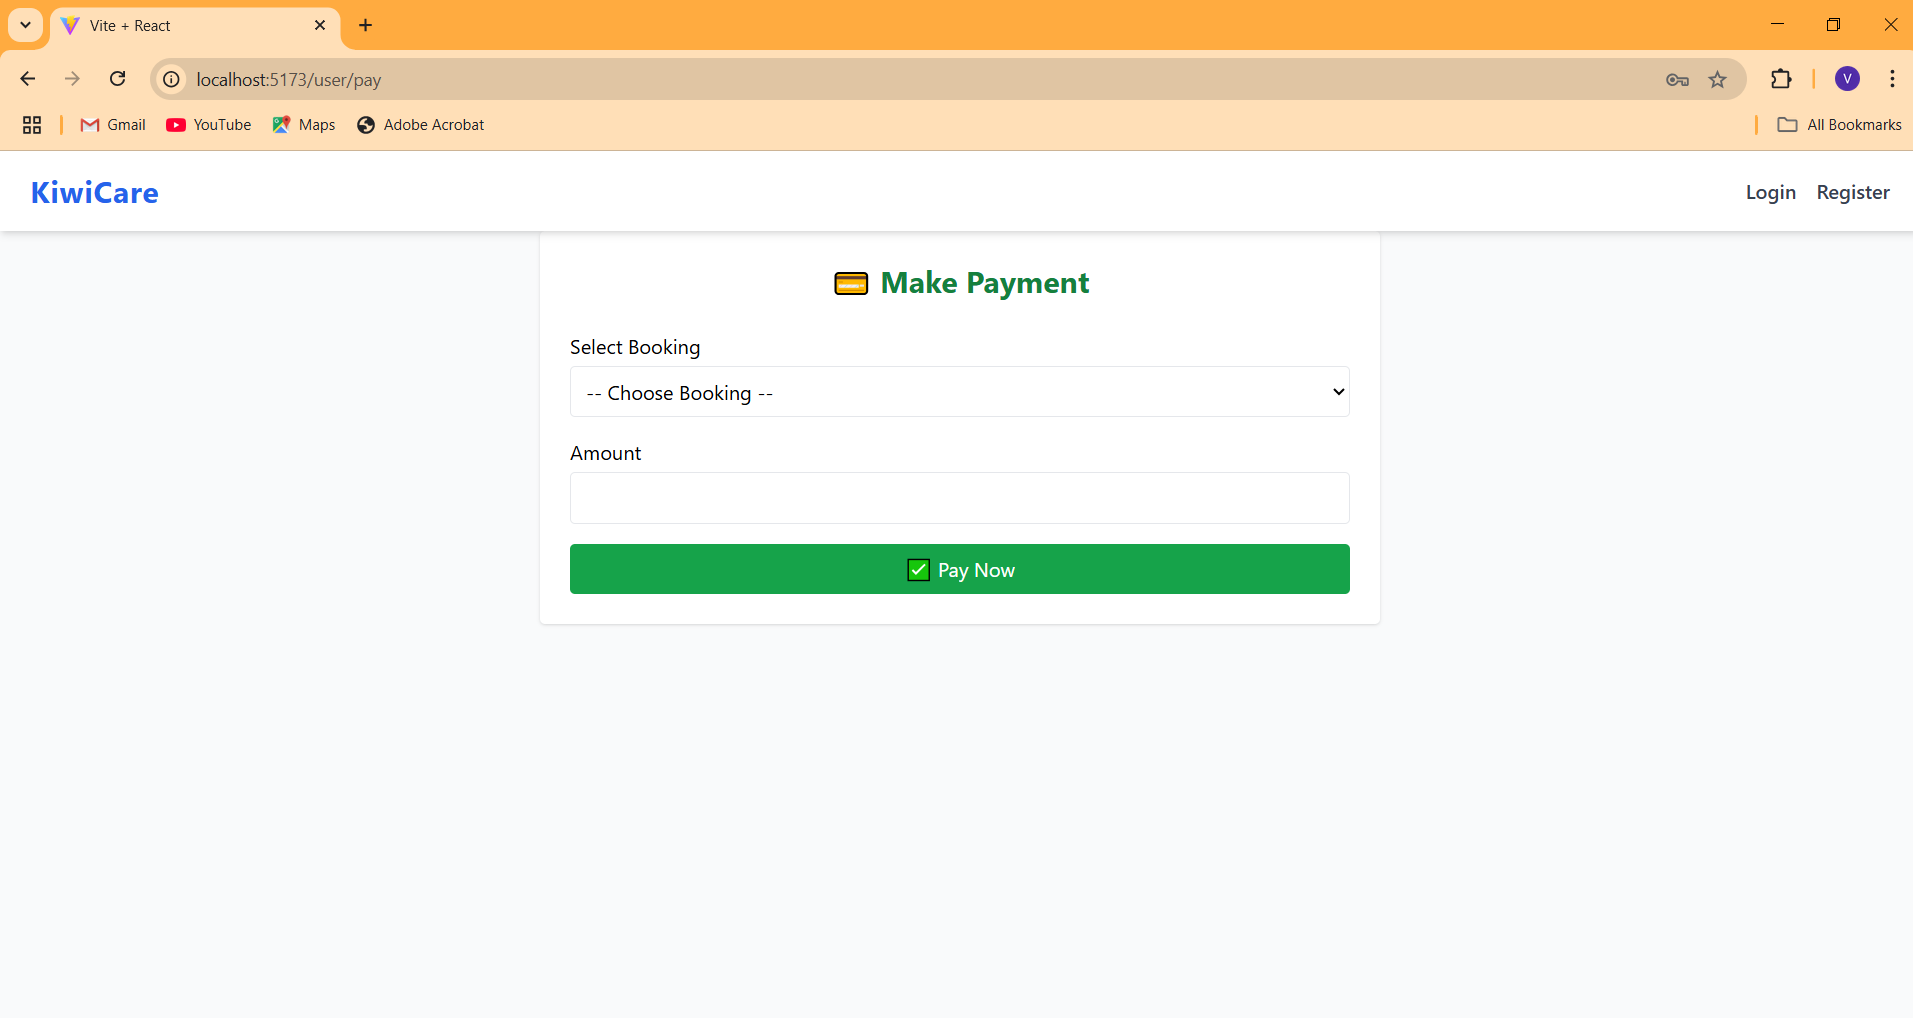 Vite + React
localhost:5173/user/pay
V
Gmail YouTube Maps Adobe Acrobat All Bookmarks
KiwiCare Login Register
Make Payment
Select Booking
-- Choose Booking --
Amount
Pay Now